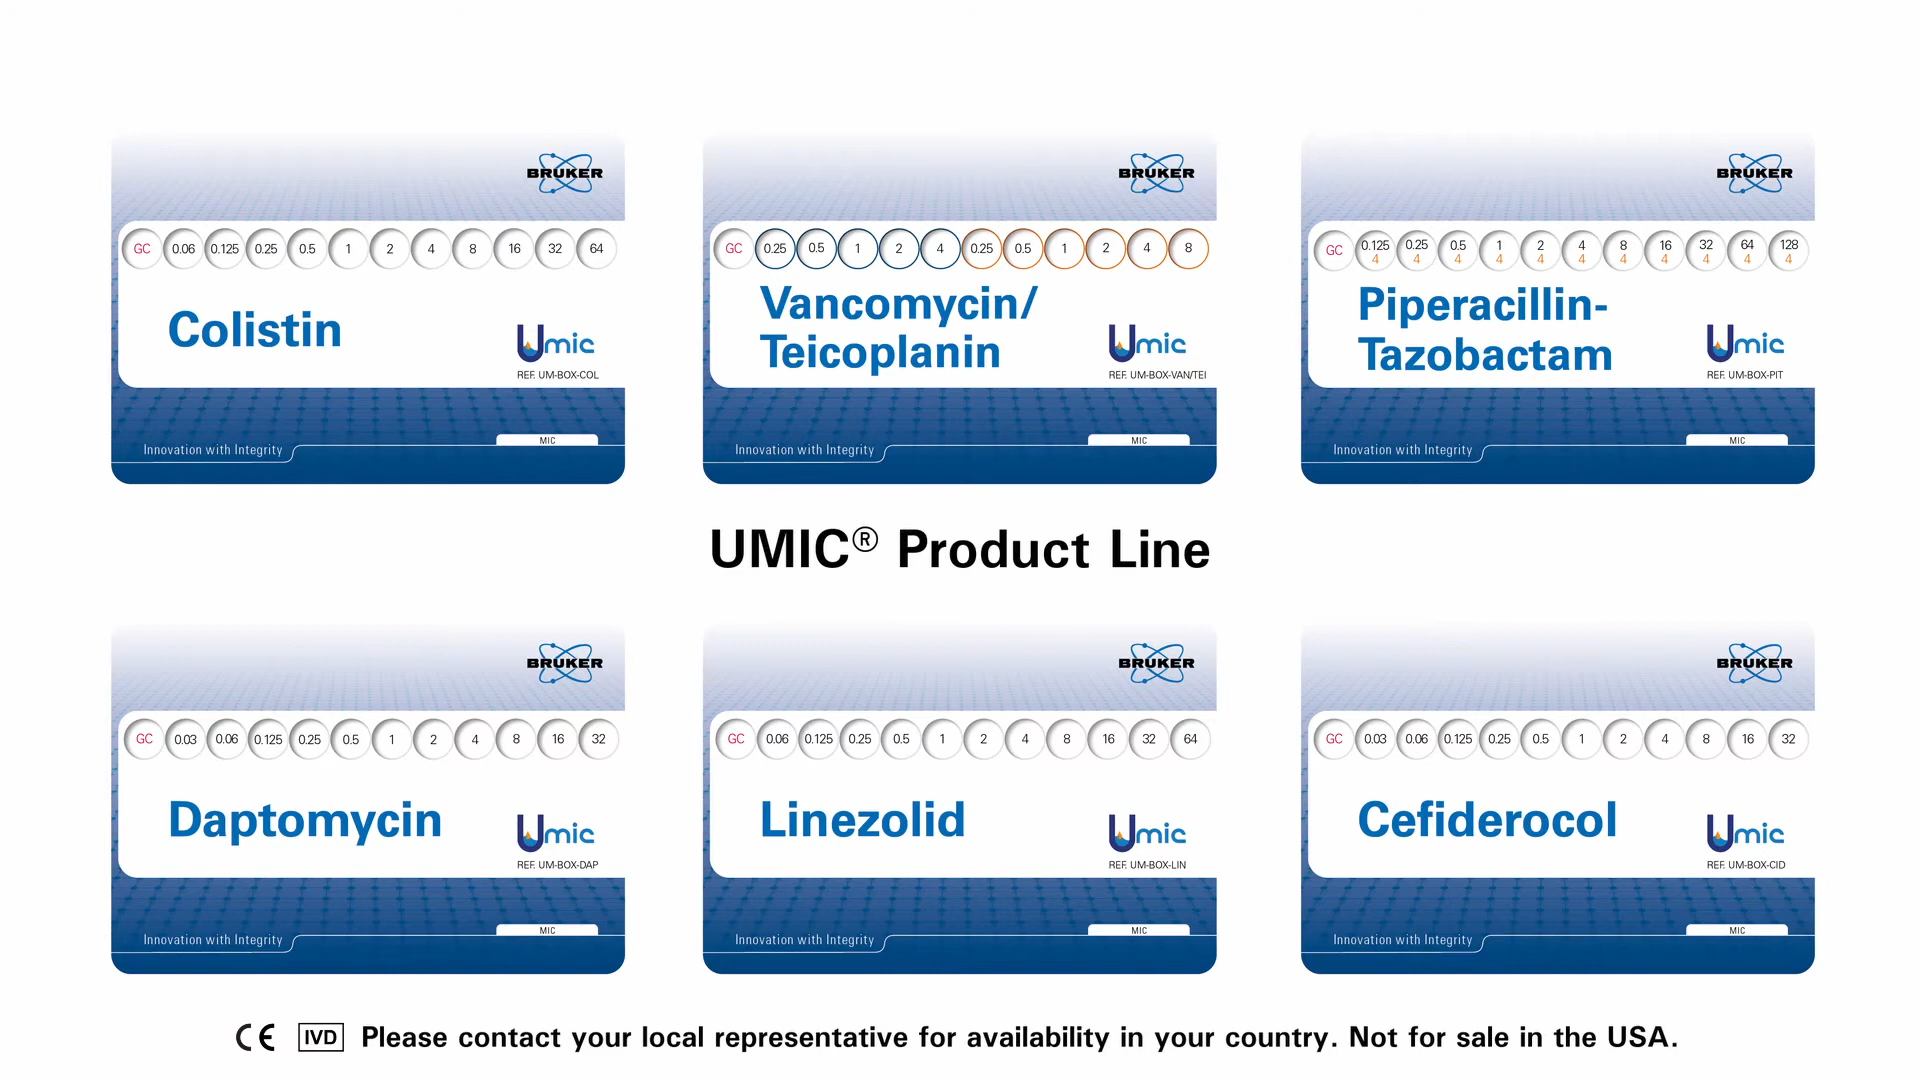 BRUKER
GC 0.06 0.125 0.25 0.5 1 2 4 8 16 32 64
Colistin
Umic
REF. UM-BOX-COL
MIC
Innovation with Integrity
BRUKER
GC 0.25 0.5 1 2 4 0.25 0.5 1 2 4 8
Vancomycin/
Teicoplanin
Umic
REF. UM-BOX-VAN/TEI
MIC
Innovation with Integrity
BRUKER
GC 0.125 0.25 0.5 1 2 4 8 16 32 64 128
4 4 4 4 4 4 4 4 4 4 4
Piperacillin-
Tazobactam
Umic
REF. UM-BOX-PIT
MIC
Innovation with Integrity
UMIC® Product Line
BRUKER
GC 0.03 0.06 0.125 0.25 0.5 1 2 4 8 16 32
Daptomycin
Umic
REF. UM-BOX-DAP
MIC
Innovation with Integrity
BRUKER
GC 0.06 0.125 0.25 0.5 1 2 4 8 16 32 64
Linezolid
Umic
REF. UM-BOX-LIN
MIC
Innovation with Integrity
BRUKER
GC 0.03 0.06 0.125 0.25 0.5 1 2 4 8 16 32
Cefiderocol
Umic
REF. UM-BOX-CID
MIC
Innovation with Integrity
CE IVD Please contact your local representative for availability in your country. Not for sale in the USA.